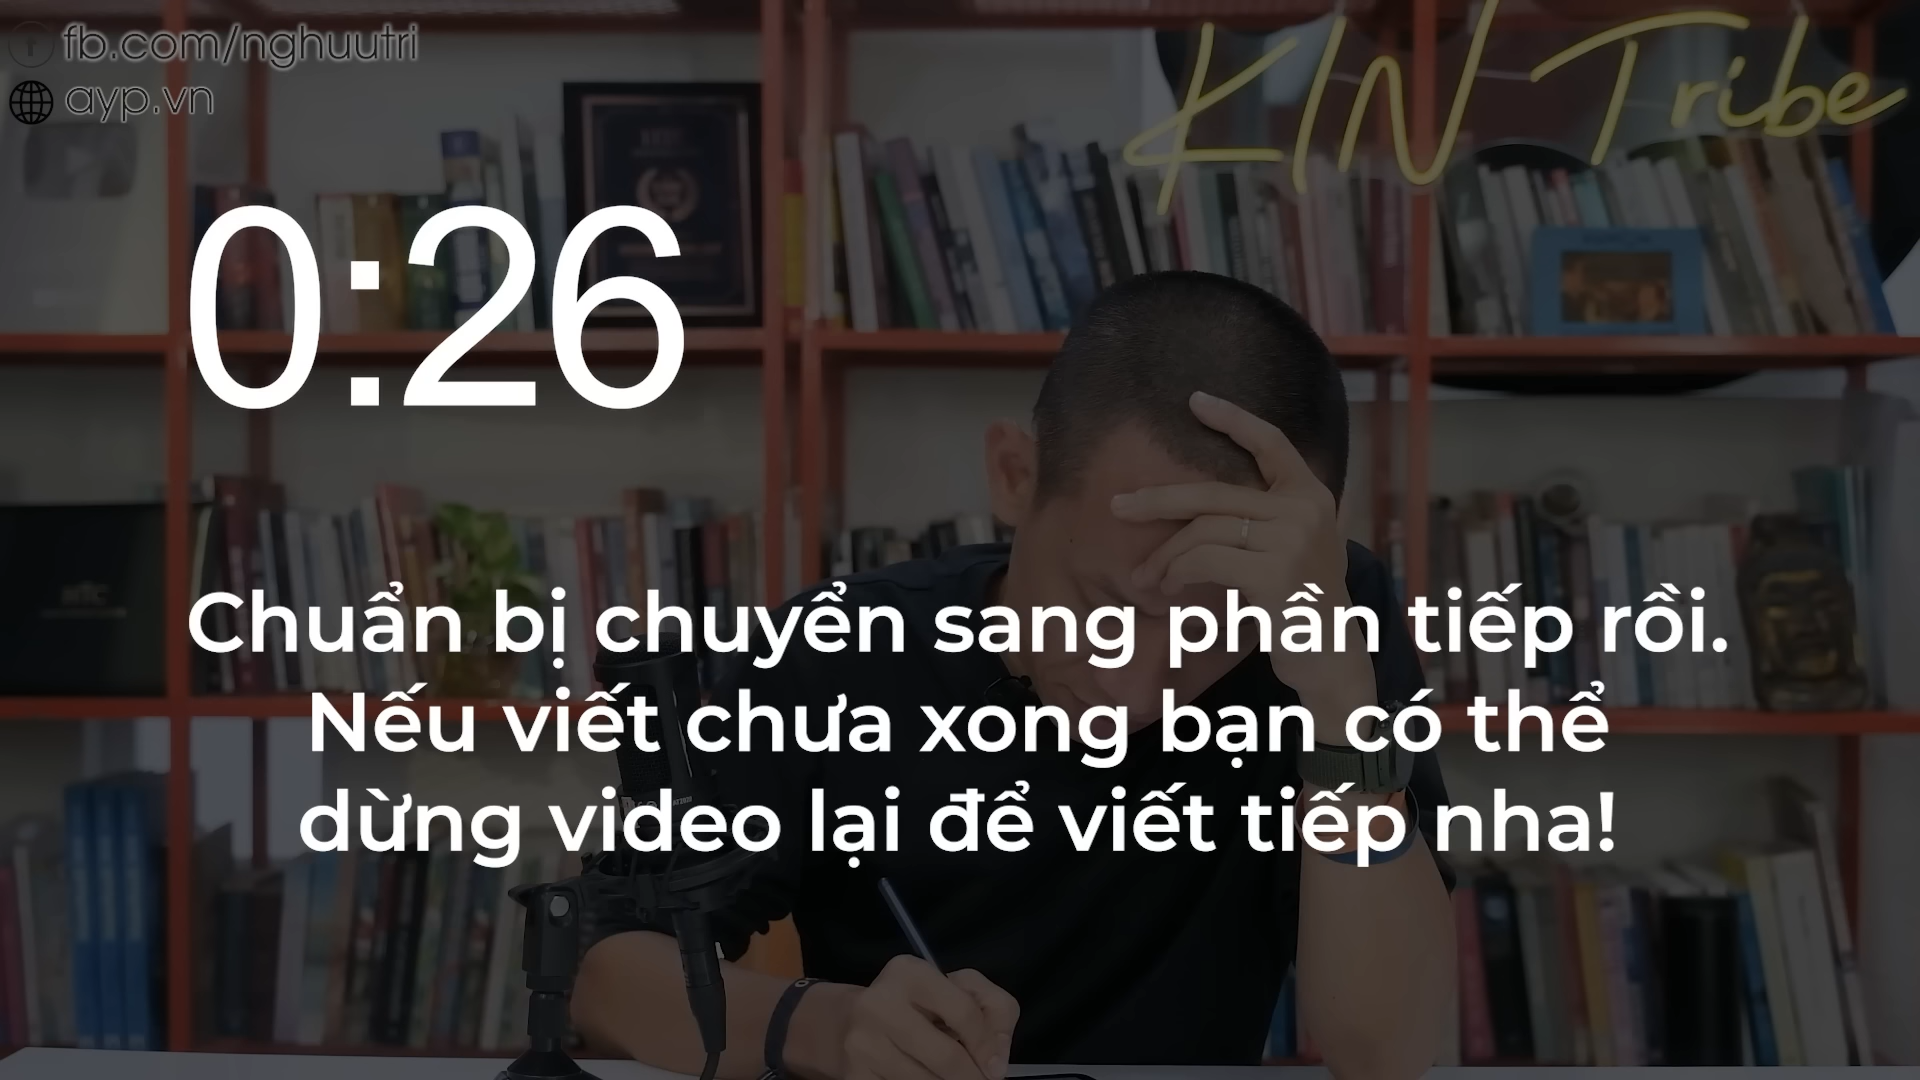 fb.com/nghuutri
ayp.vn
KIN Tribe
0:26
Chuẩn bị chuyển sang phần tiếp rồi.
Nếu viết chưa xong bạn có thể
dừng video lại để viết tiếp nha!